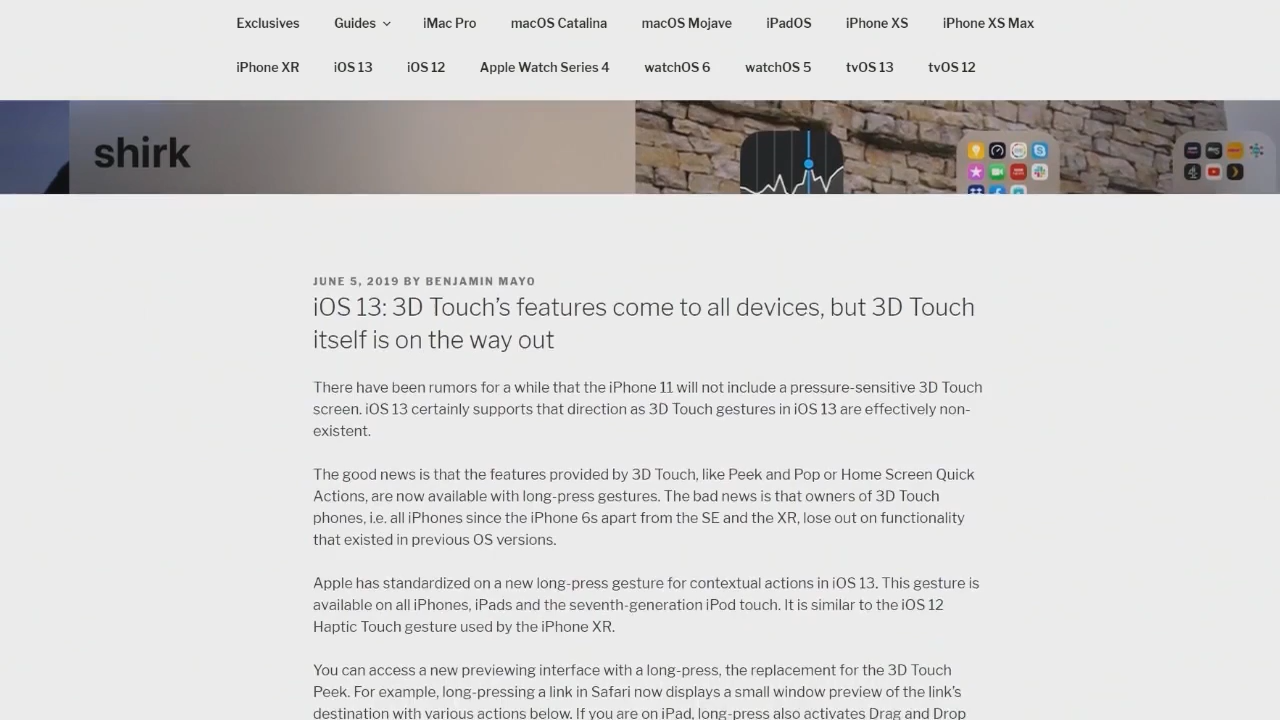 Exclusives Guides iMac Pro macOS Catalina macOS Mojave iPadOS iPhone XS iPhone XS Max
iPhone XR iOS 13 iOS 12 Apple Watch Series 4 watchOS 6 watchOS 5 tvOS 13 tvOS 12
shirk
JUNE 5, 2019 BY BENJAMIN MAYO
iOS 13: 3D Touch’s features come to all devices, but 3D Touch
itself is on the way out
There have been rumors for a while that the iPhone 11 will not include a pressure-sensitive 3D Touch
screen. iOS 13 certainly supports that direction as 3D Touch gestures in iOS 13 are effectively non-
existent.
The good news is that the features provided by 3D Touch, like Peek and Pop or Home Screen Quick
Actions, are now available with long-press gestures. The bad news is that owners of 3D Touch
phones, i.e. all iPhones since the iPhone 6s apart from the SE and the XR, lose out on functionality
that existed in previous OS versions.
Apple has standardized on a new long-press gesture for contextual actions in iOS 13. This gesture is
available on all iPhones, iPads and the seventh-generation iPod touch. It is similar to the iOS 12
Haptic Touch gesture used by the iPhone XR.
You can access a new previewing interface with a long-press, the replacement for the 3D Touch
Peek. For example, long-pressing a link in Safari now displays a small window preview of the link’s
destination with various actions below. If you are on iPad, long-press also activates Drag and Drop